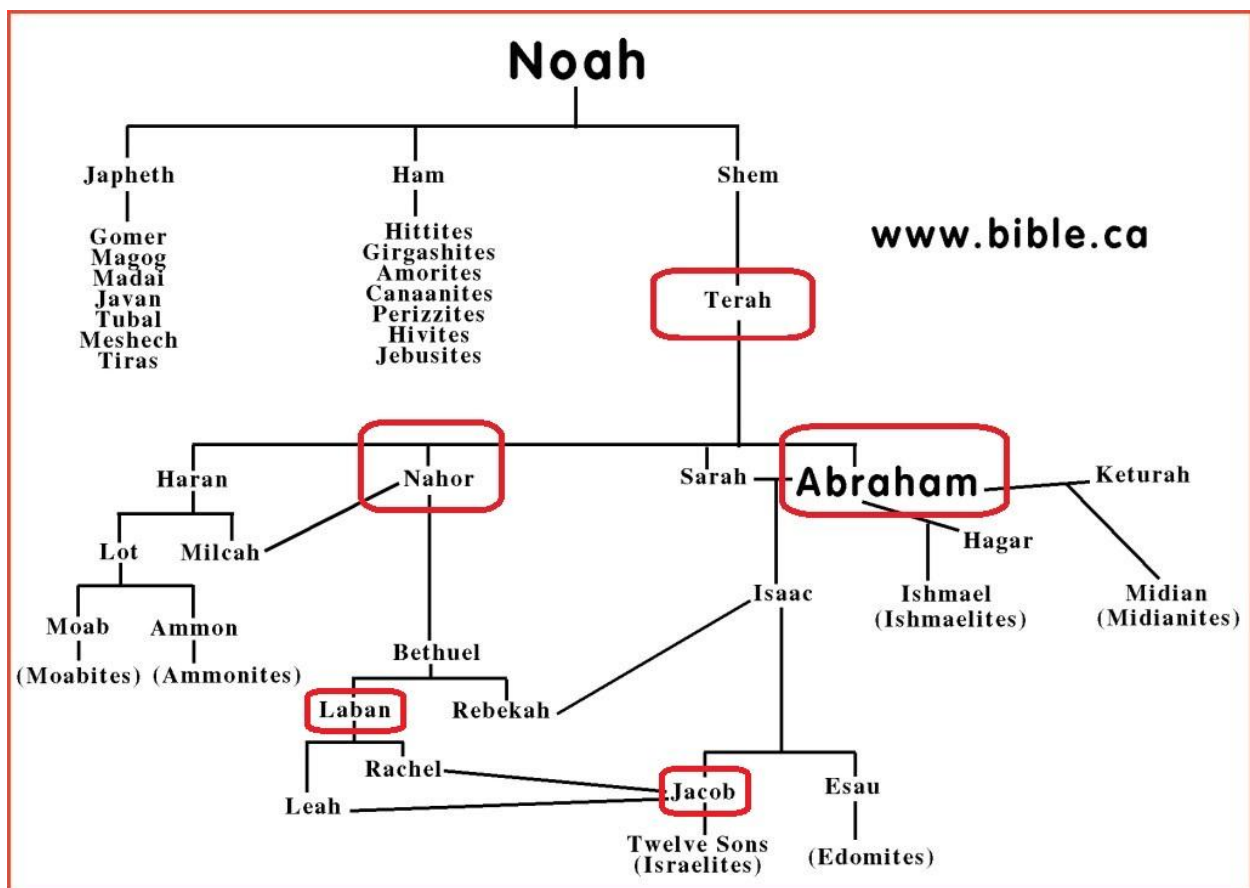 Noah
Japheth
Ham
Shem
Gomer
Magog
Madai
Javan
Tubal
Meshech
Tiras
Hittites
Girgashites
Amorites
Canaanites
Perizzites
Hivites
Jebusites
www.bible.ca
Terah
Haran
Nahor
Sarah
Abraham
Keturah
Lot
Milcah
Hagar
Moab
(Moabites)
Ammon
(Ammonites)
Bethuel
Isaac
Ishmael
(Ishmaelites)
Midian
(Midianites)
Laban
Rebekah
Rachel
Leah
Jacob
Esau
Twelve Sons
(Israelites)
(Edomites)